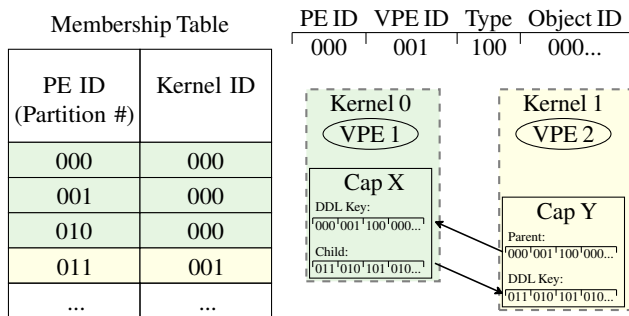 Membership Table
PE ID (Partition #) Kernel ID
000 000
001 000
010 000
011 001
... ...
PE ID VPE ID Type Object ID
000 001 100 000...
Kernel 0
VPE 1
Cap X
DDL Key:
000 001 100 000...
Child:
011 010 101 010...
Kernel 1
VPE 2
Cap Y
Parent:
000 001 100 000...
DDL Key:
011 010 101 010...